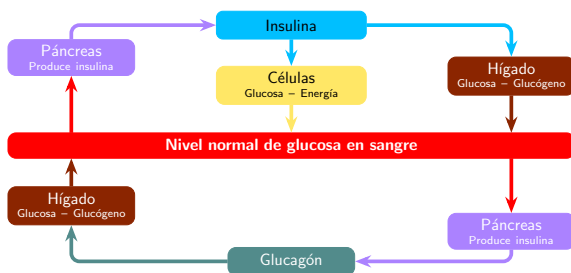 Insulina
Páncreas
Produce insulina
Células
Glucosa – Energía
Hígado
Glucosa – Glucógeno
Nivel normal de glucosa en sangre
Hígado
Glucosa – Glucógeno
Páncreas
Produce insulina
Glucagón